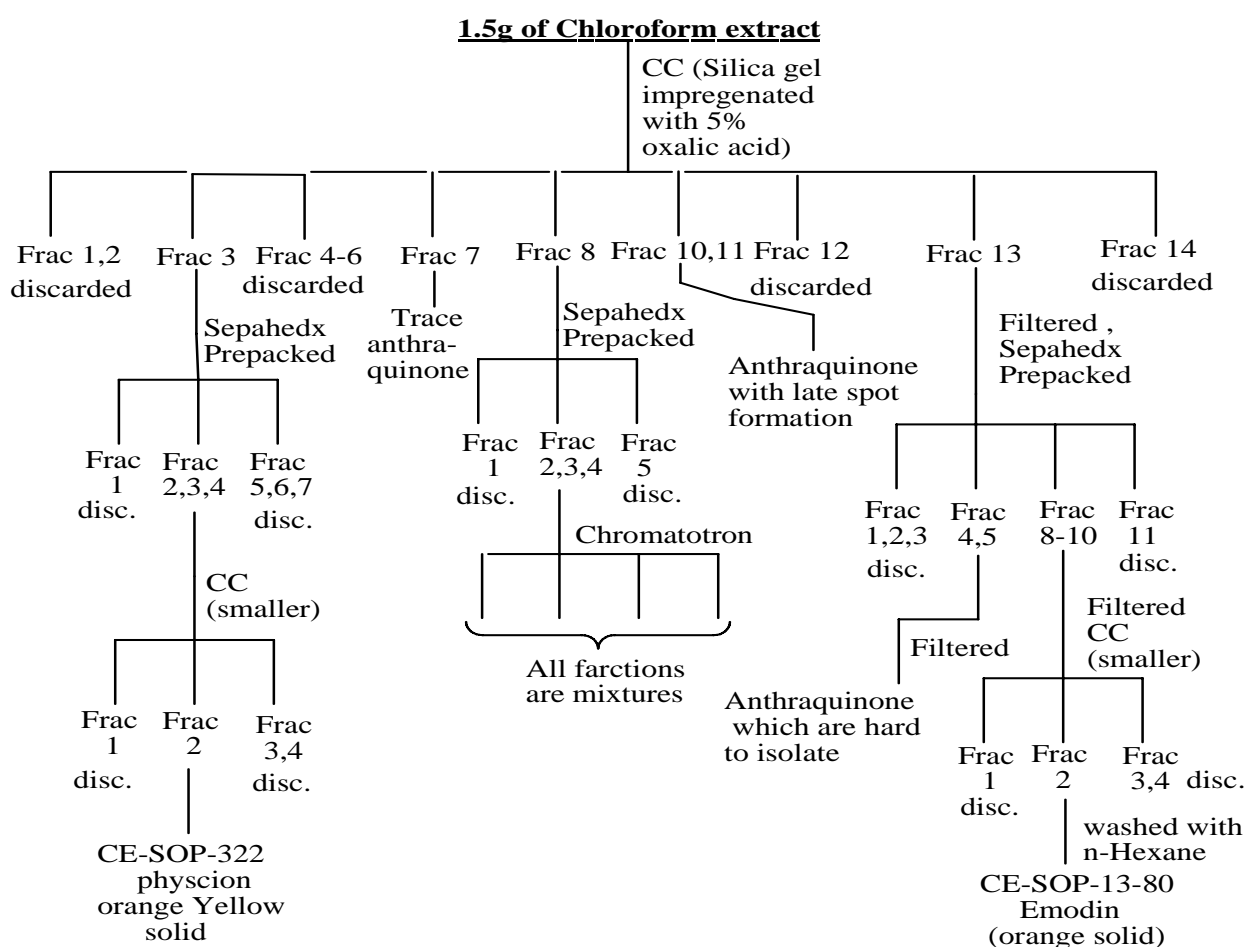 1.5g of Chloroform extract
CC (Silica gel
impregenated
with 5%
oxalic acid)
Frac 1,2
discarded
Frac 3
Frac 4-6
discarded
Frac 7
Frac 8
Frac 10,11
Frac 12
discarded
Frac 13
Frac 14
discarded
Sepahedx
Prepacked
Trace
anthra-
quinone
Sepahedx
Prepacked
Anthraquinone
with late spot
formation
Filtered ,
Sepahedx
Prepacked
Frac
1
disc.
Frac
2,3,4
Frac
5,6,7
disc.
Frac
1
disc.
Frac
2,3,4
Frac
5
disc.
Frac
1,2,3
disc.
Frac
4,5
Frac
8-10
Frac
11
disc.
CC
(smaller)
Chromatotron
All farctions
are mixtures
Filtered
Anthraquinone
which are hard
to isolate
Filtered
CC
(smaller)
Frac
1
disc.
Frac
2
Frac
3,4
disc.
Frac
1
disc.
Frac
2
Frac
3,4 disc.
CE-SOP-322
physcion
orange Yellow
solid
washed with
n-Hexane
CE-SOP-13-80
Emodin
(orange solid)